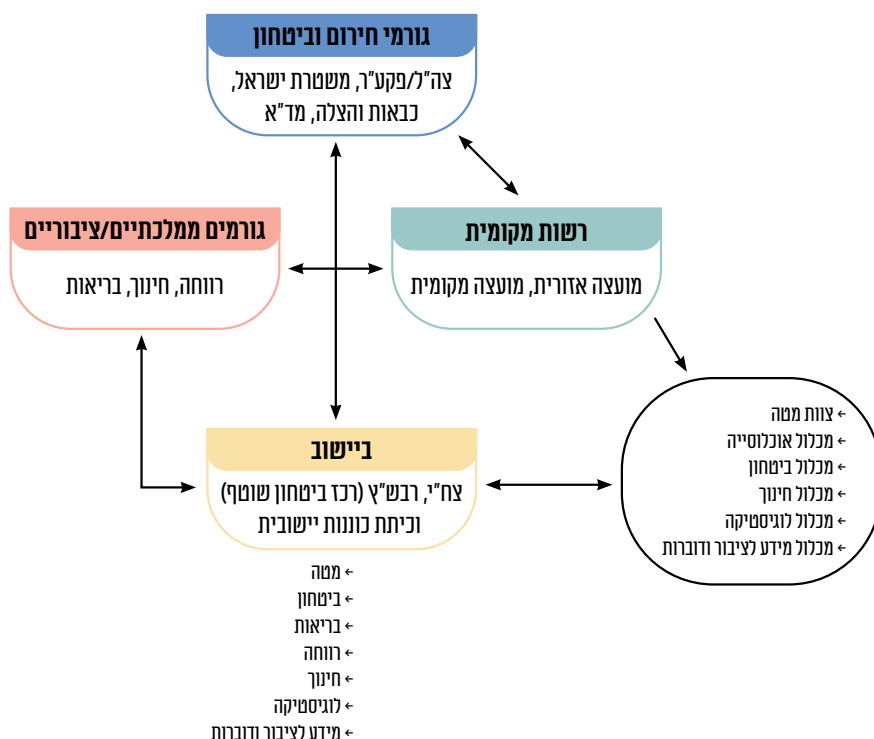 גורמי חירום וביטחון
צה"ל/פקע"ר, משטרת ישראל,
כבאות והצלה, מד"א
רשות מקומית
מועצה אזורית, מועצה מקומית
גורמים ממלכתיים/ציבוריים
רווחה, חינוך, בריאות
← צוות מטה
← מכלול אוכלוסייה
← מכלול ביטחון
← מכלול חינוך
← מכלול לוגיסטיקה
← מכלול מידע לציבור ודוברות
ביישוב
צח"י, רבש"ץ (רכז ביטחון שוטף)
וכיתת כוננות יישובית
← מטה
← ביטחון
← בריאות
← רווחה
← חינוך
← לוגיסטיקה
← מידע לציבור ודוברות